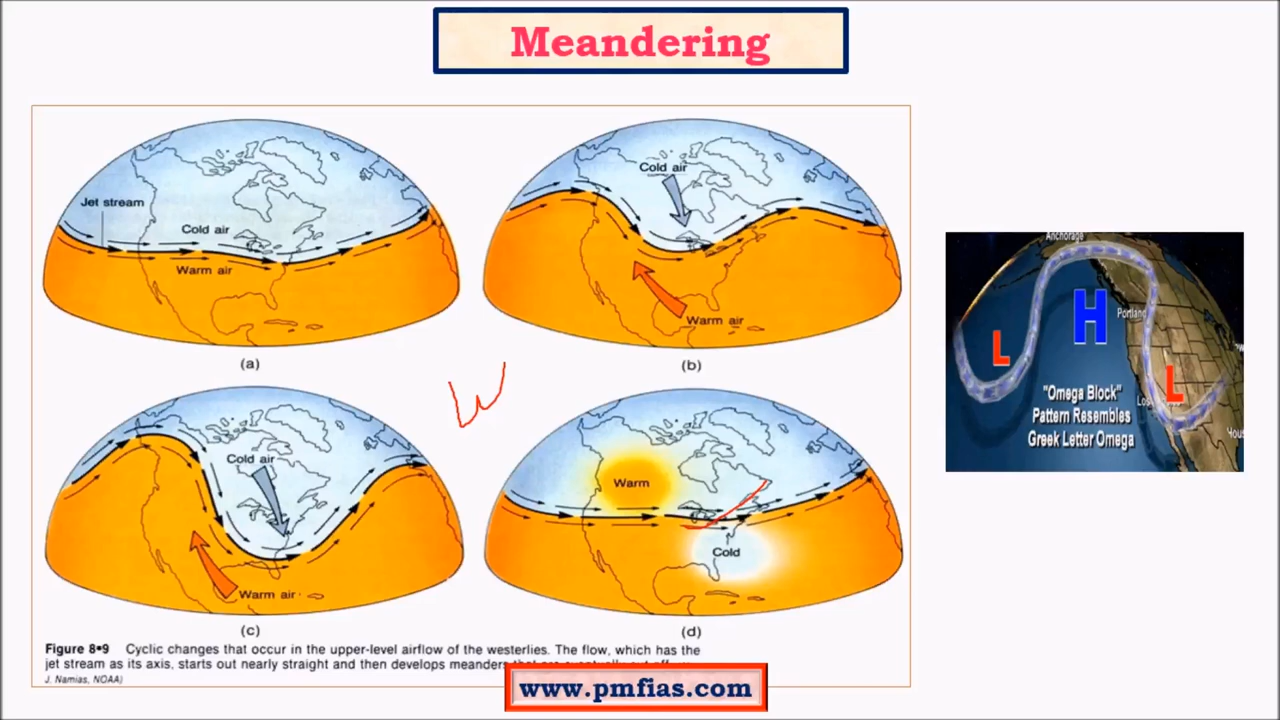 Meandering
Jet stream
Cold air
Warm air
(a)
Cold air
Warm air
(b)
Cold air
Warm air
(c)
Warm
Cold
(d)
Anchorage
H
Portland
L
L
"Omega Block"
Pattern Resembles
Greek Letter Omega
Figure 8•9 Cyclic changes that occur in the upper-level airflow of the westerlies. The flow, which has the
jet stream as its axis, starts out nearly straight and then develops meanders
J. Namias, NOAA)
www.pmfias.com